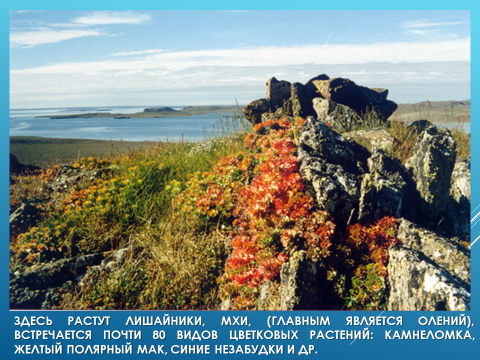 ЗДЕСЬ РАСТУТ ЛИШАЙНИКИ, МХИ, (ГЛАВНЫМ ЯВЛЯЕТСЯ ОЛЕНИЙ),
ВСТРЕЧАЕТСЯ ПОЧТИ 80 ВИДОВ ЦВЕТКОВЫХ РАСТЕНИЙ: КАМНЕЛОМКА,
ЖЕЛТЫЙ ПОЛЯРНЫЙ МАК, СИНИЕ НЕЗАБУДКИ И ДР.